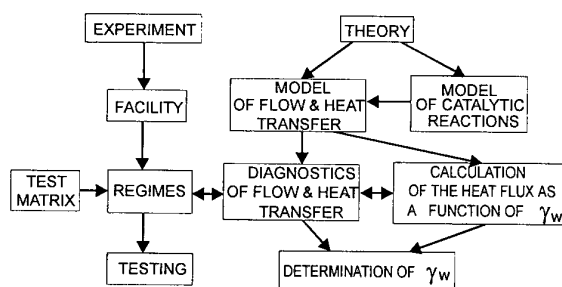 EXPERIMENT
THEORY
FACILITY
MODEL
OF FLOW & HEAT
TRANSFER
MODEL
OF CATALYTIC
REACTIONS
TEST
MATRIX
REGIMES
DIAGNOSTICS
OF FLOW & HEAT
TRANSFER
CALCULATION
OF THE HEAT FLUX AS
A FUNCTION OF γw
TESTING
DETERMINATION OF γw